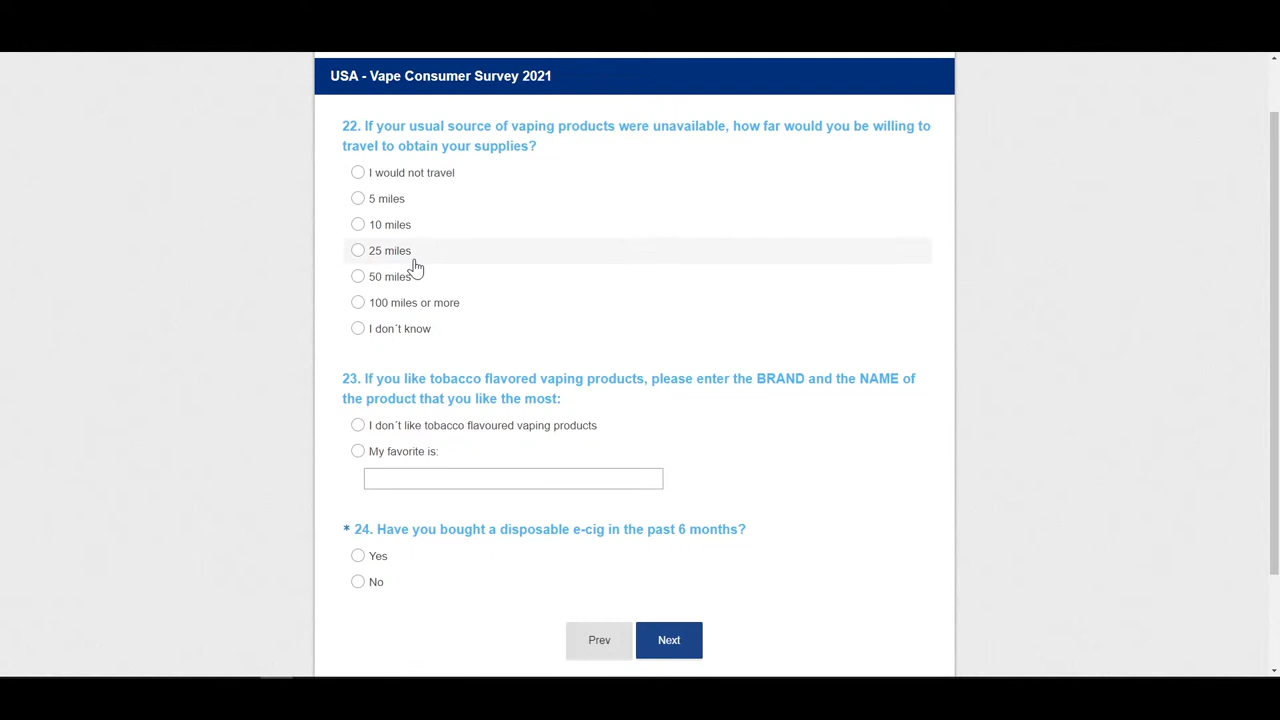 USA - Vape Consumer Survey 2021
22. If your usual source of vaping products were unavailable, how far would you be willing to
travel to obtain your supplies?
I would not travel
5 miles
10 miles
25 miles
50 miles
100 miles or more
I don´t know
23. If you like tobacco flavored vaping products, please enter the BRAND and the NAME of
the product that you like the most:
I don´t like tobacco flavoured vaping products
My favorite is:
* 24. Have you bought a disposable e-cig in the past 6 months?
Yes
No
Prev Next